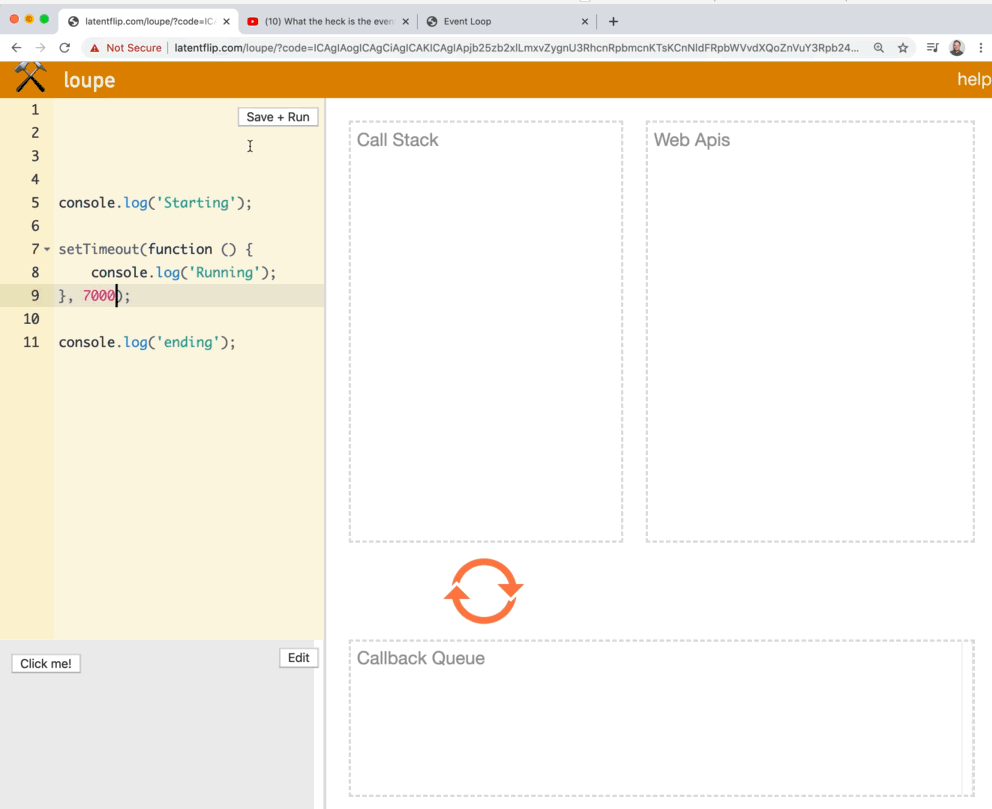 latentflip.com/loupe/?code=IC
(10) What the heck is the even
Event Loop
Not Secure
latentflip.com/loupe/?code=ICAgIAogICAgCiAgICAKICAgIApjb25zb2xlLmxvZygnU3RhcnRpbmcnKTsKCnNldFRpbWVvdXQoZnVuY3Rpb24...
loupe
help
Save + Run
1
2
3
4
5 console.log('Starting');
6
7 setTimeout(function () {
8 console.log('Running');
9 }, 7000);
10
11 console.log('ending');
Call Stack
Web Apis
Callback Queue
Click me!
Edit